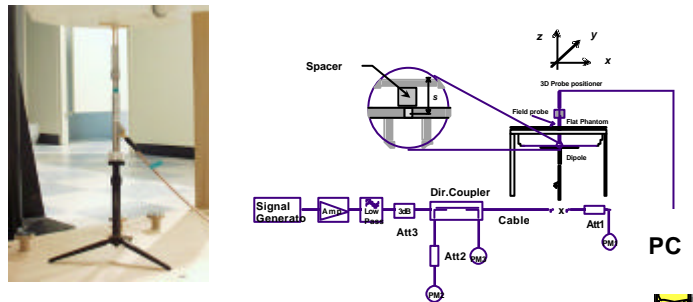 z
y
x
3D Probe positioner
Spacer
s
Field probe
Flat Phantom
Dipole
Dir.Coupler
Signal
Generato
Amp
Low
Pass
3dB
Att3
Cable
x
Att1
Att2
PM3
PM1
PM2
PC